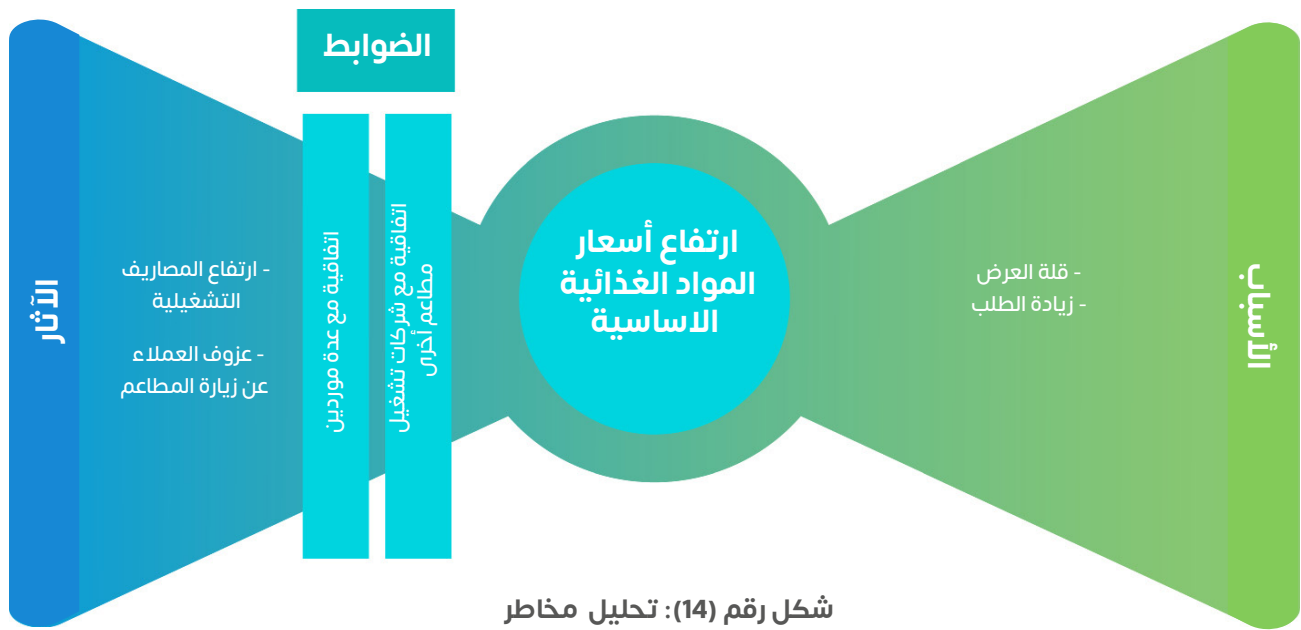 الضوابط
الأسباب
- قلة العرض
- زيادة الطلب
ارتفاع أسعار
المواد الغذائية
الاساسية
اتفاقية مع شركات تشغيل
مطاعم أخرى
اتفاقية مع عدة موردين
- ارتفاع المصاريف
التشغيلية
- عزوف العملاء
عن زيارة المطاعم
الآثار
شكل رقم (14): تحليل مخاطر